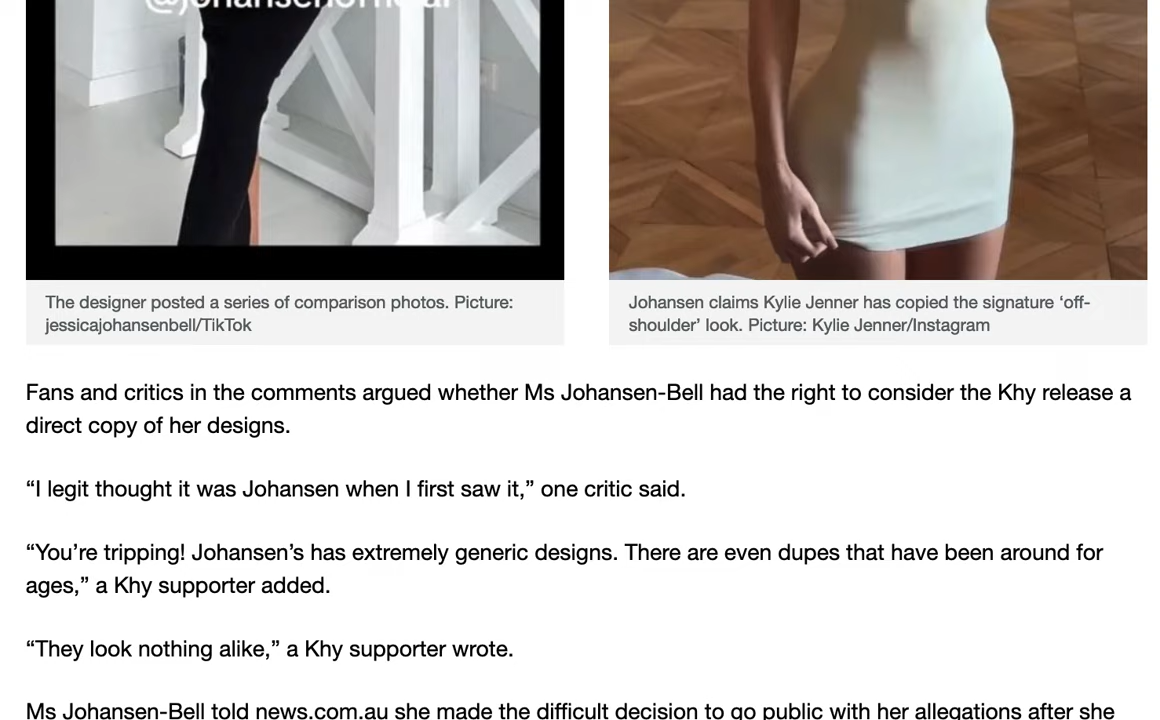 The designer posted a series of comparison photos. Picture:
jessicajohansenbell/TikTok
Johansen claims Kylie Jenner has copied the signature ‘off-
shoulder’ look. Picture: Kylie Jenner/Instagram
Fans and critics in the comments argued whether Ms Johansen-Bell had the right to consider the Khy release a
direct copy of her designs.
“I legit thought it was Johansen when I first saw it,” one critic said.
“You’re tripping! Johansen’s has extremely generic designs. There are even dupes that have been around for
ages,” a Khy supporter added.
“They look nothing alike,” a Khy supporter wrote.
Ms Johansen-Bell told news.com.au she made the difficult decision to go public with her allegations after she